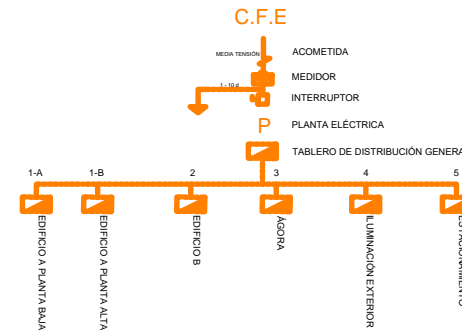 C.F.E
MEDIA TENSIÓN
ACOMETIDA
MEDIDOR
1 - 10 d
INTERRUPTOR
P
PLANTA ELÉCTRICA
TABLERO DE DISTRIBUCIÓN GENERA
1-A
1-B
2
3
4
5
EDIFICIO A PLANTA BAJA
EDIFICIO A PLANTA ALTA
EDIFICIO B
ÁGORA
ILUMINACIÓN EXTERIOR
ESTACIONAMIENTO